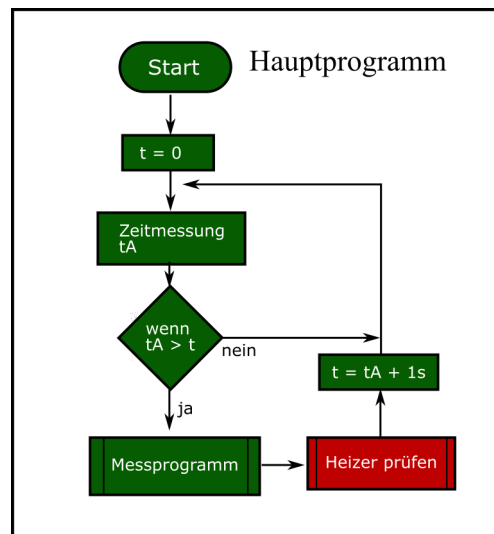 Start
Hauptprogramm
t = 0
Zeitmessung
tA
wenn
tA > t
nein
ja
t = tA + 1s
Messprogramm
Heizer prüfen